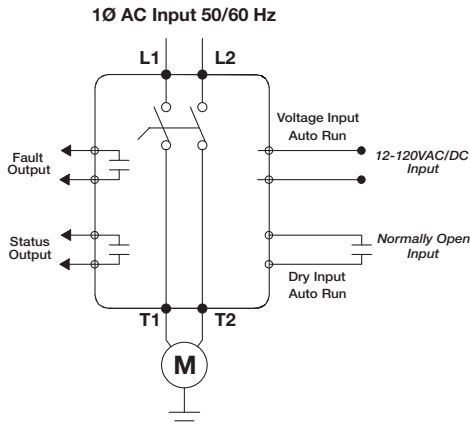 1Ø AC Input 50/60 Hz
L1
L2
Voltage Input
Auto Run
12-120VAC/DC
Input
Fault
Output
Status
Output
Normally Open
Input
Dry Input
Auto Run
T1
T2
M